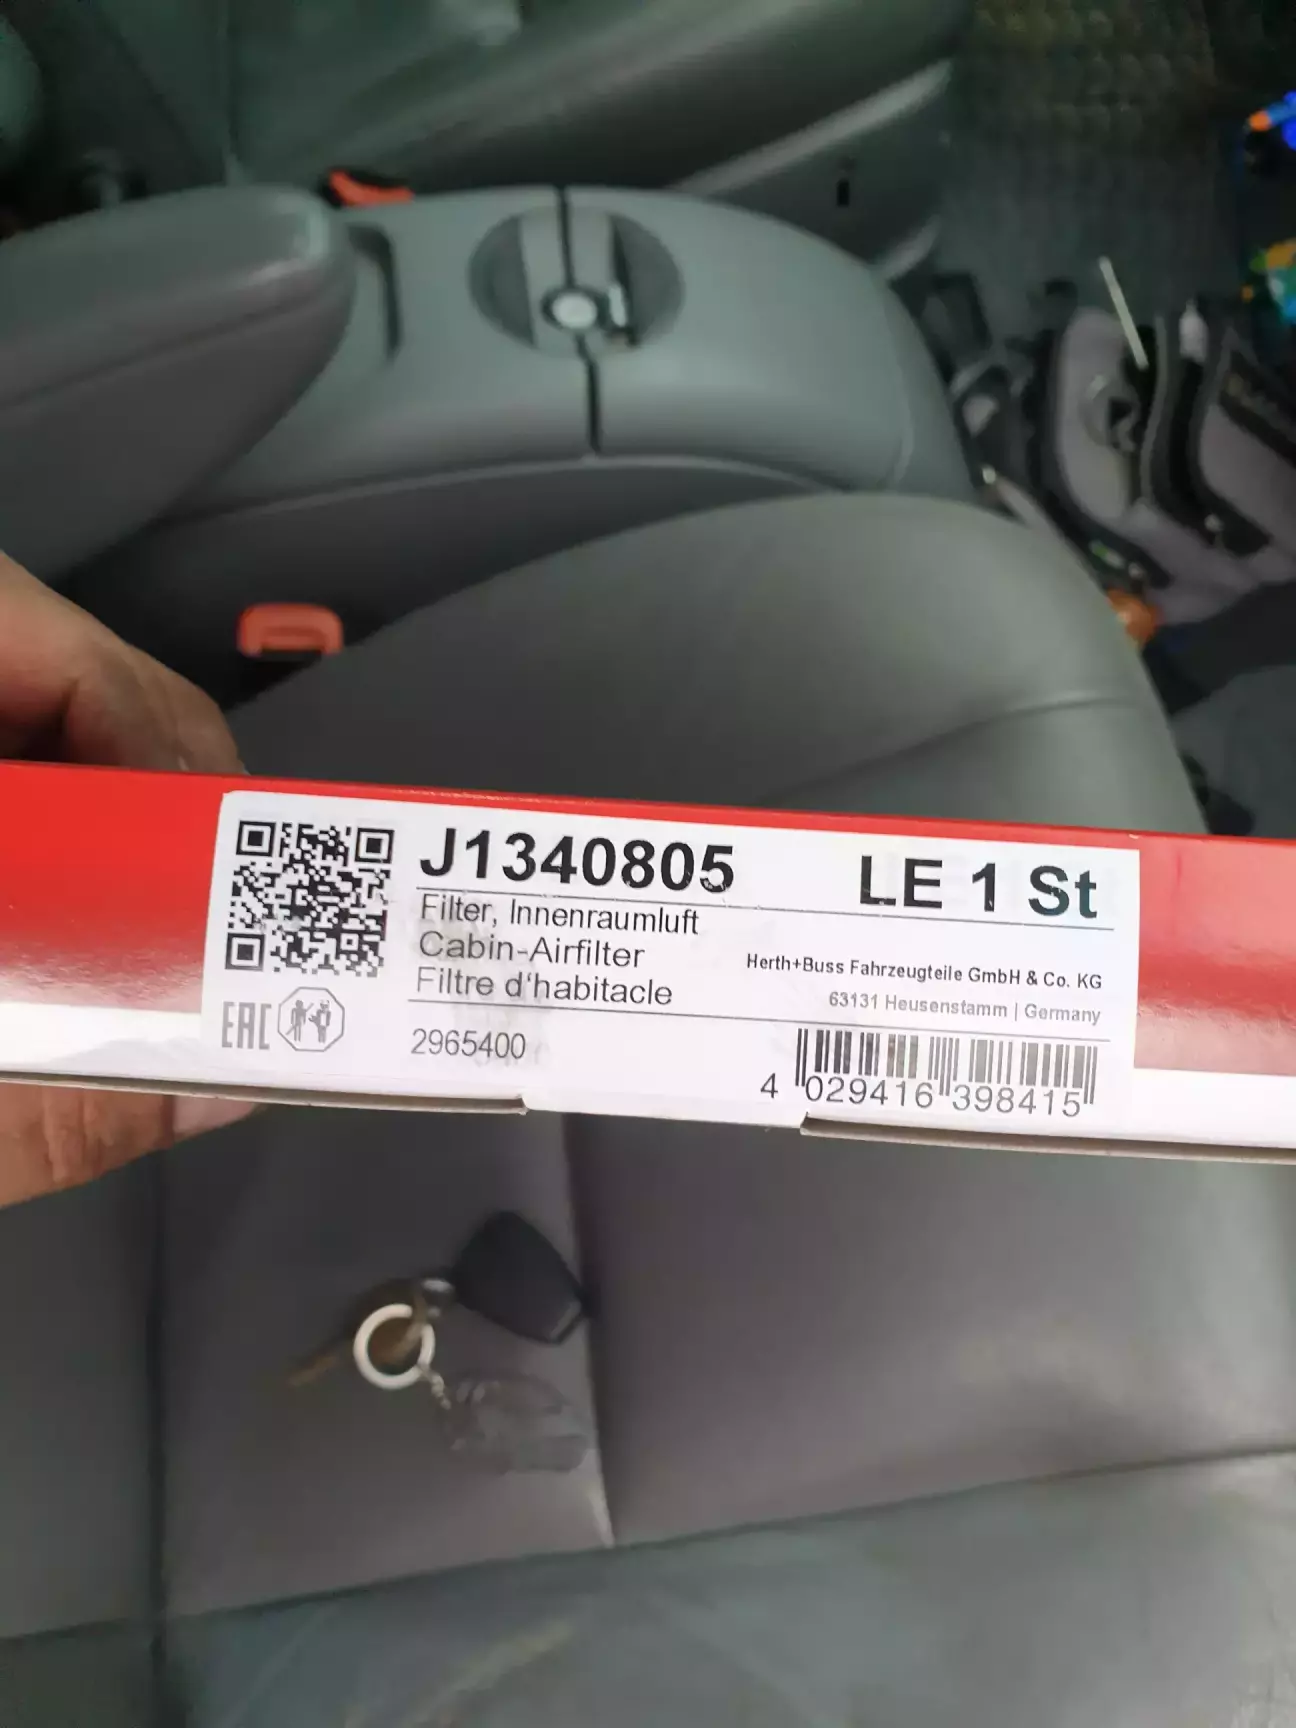 J1340805 LE 1 St
Filter, Innenraumluft
Cabin-Airfilter
Filtre d'habitacle
Herth+Buss Fahrzeugteile GmbH & Co. KG
63131 Heusenstamm | Germany
EAC
2965400
4 029416 398415